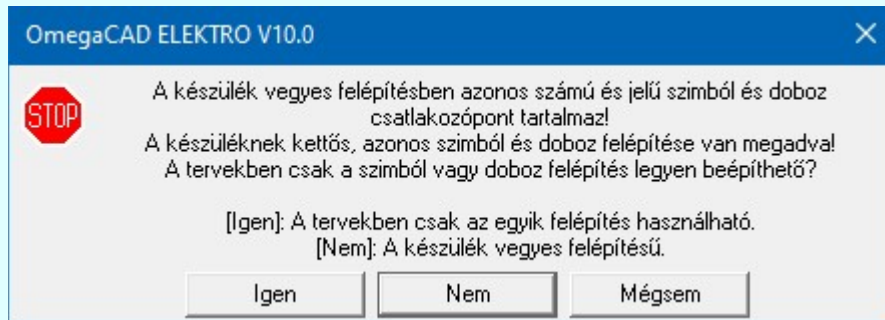 OmegaCAD ELEKTRO V10.0
STOP
A készülék vegyes felépítésben azonos számú és jelű szimból és doboz
csatlakozópont tartalmaz!
A készüléknek kettős, azonos szimból és doboz felépítése van megadva!
A tervekben csak a szimból vagy doboz felépítés legyen beépíthető?
[Igen]: A tervekben csak az egyik felépítés használható.
[Nem]: A készülék vegyes felépítésű.
Igen
Nem
Mégsem